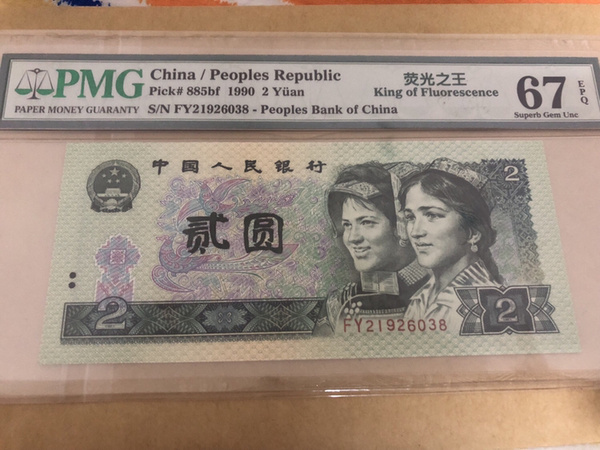 PMG
PAPER MONEY GUARANTY
China / Peoples Republic
Pick# 885bf 1990 2 Yüan
S/N FY21926038 - Peoples Bank of China
荧光之王
King of Fluorescence
67 EPQ
Superb Gem Unc
中国人民银行
2
贰圆
FY21926038
2
2